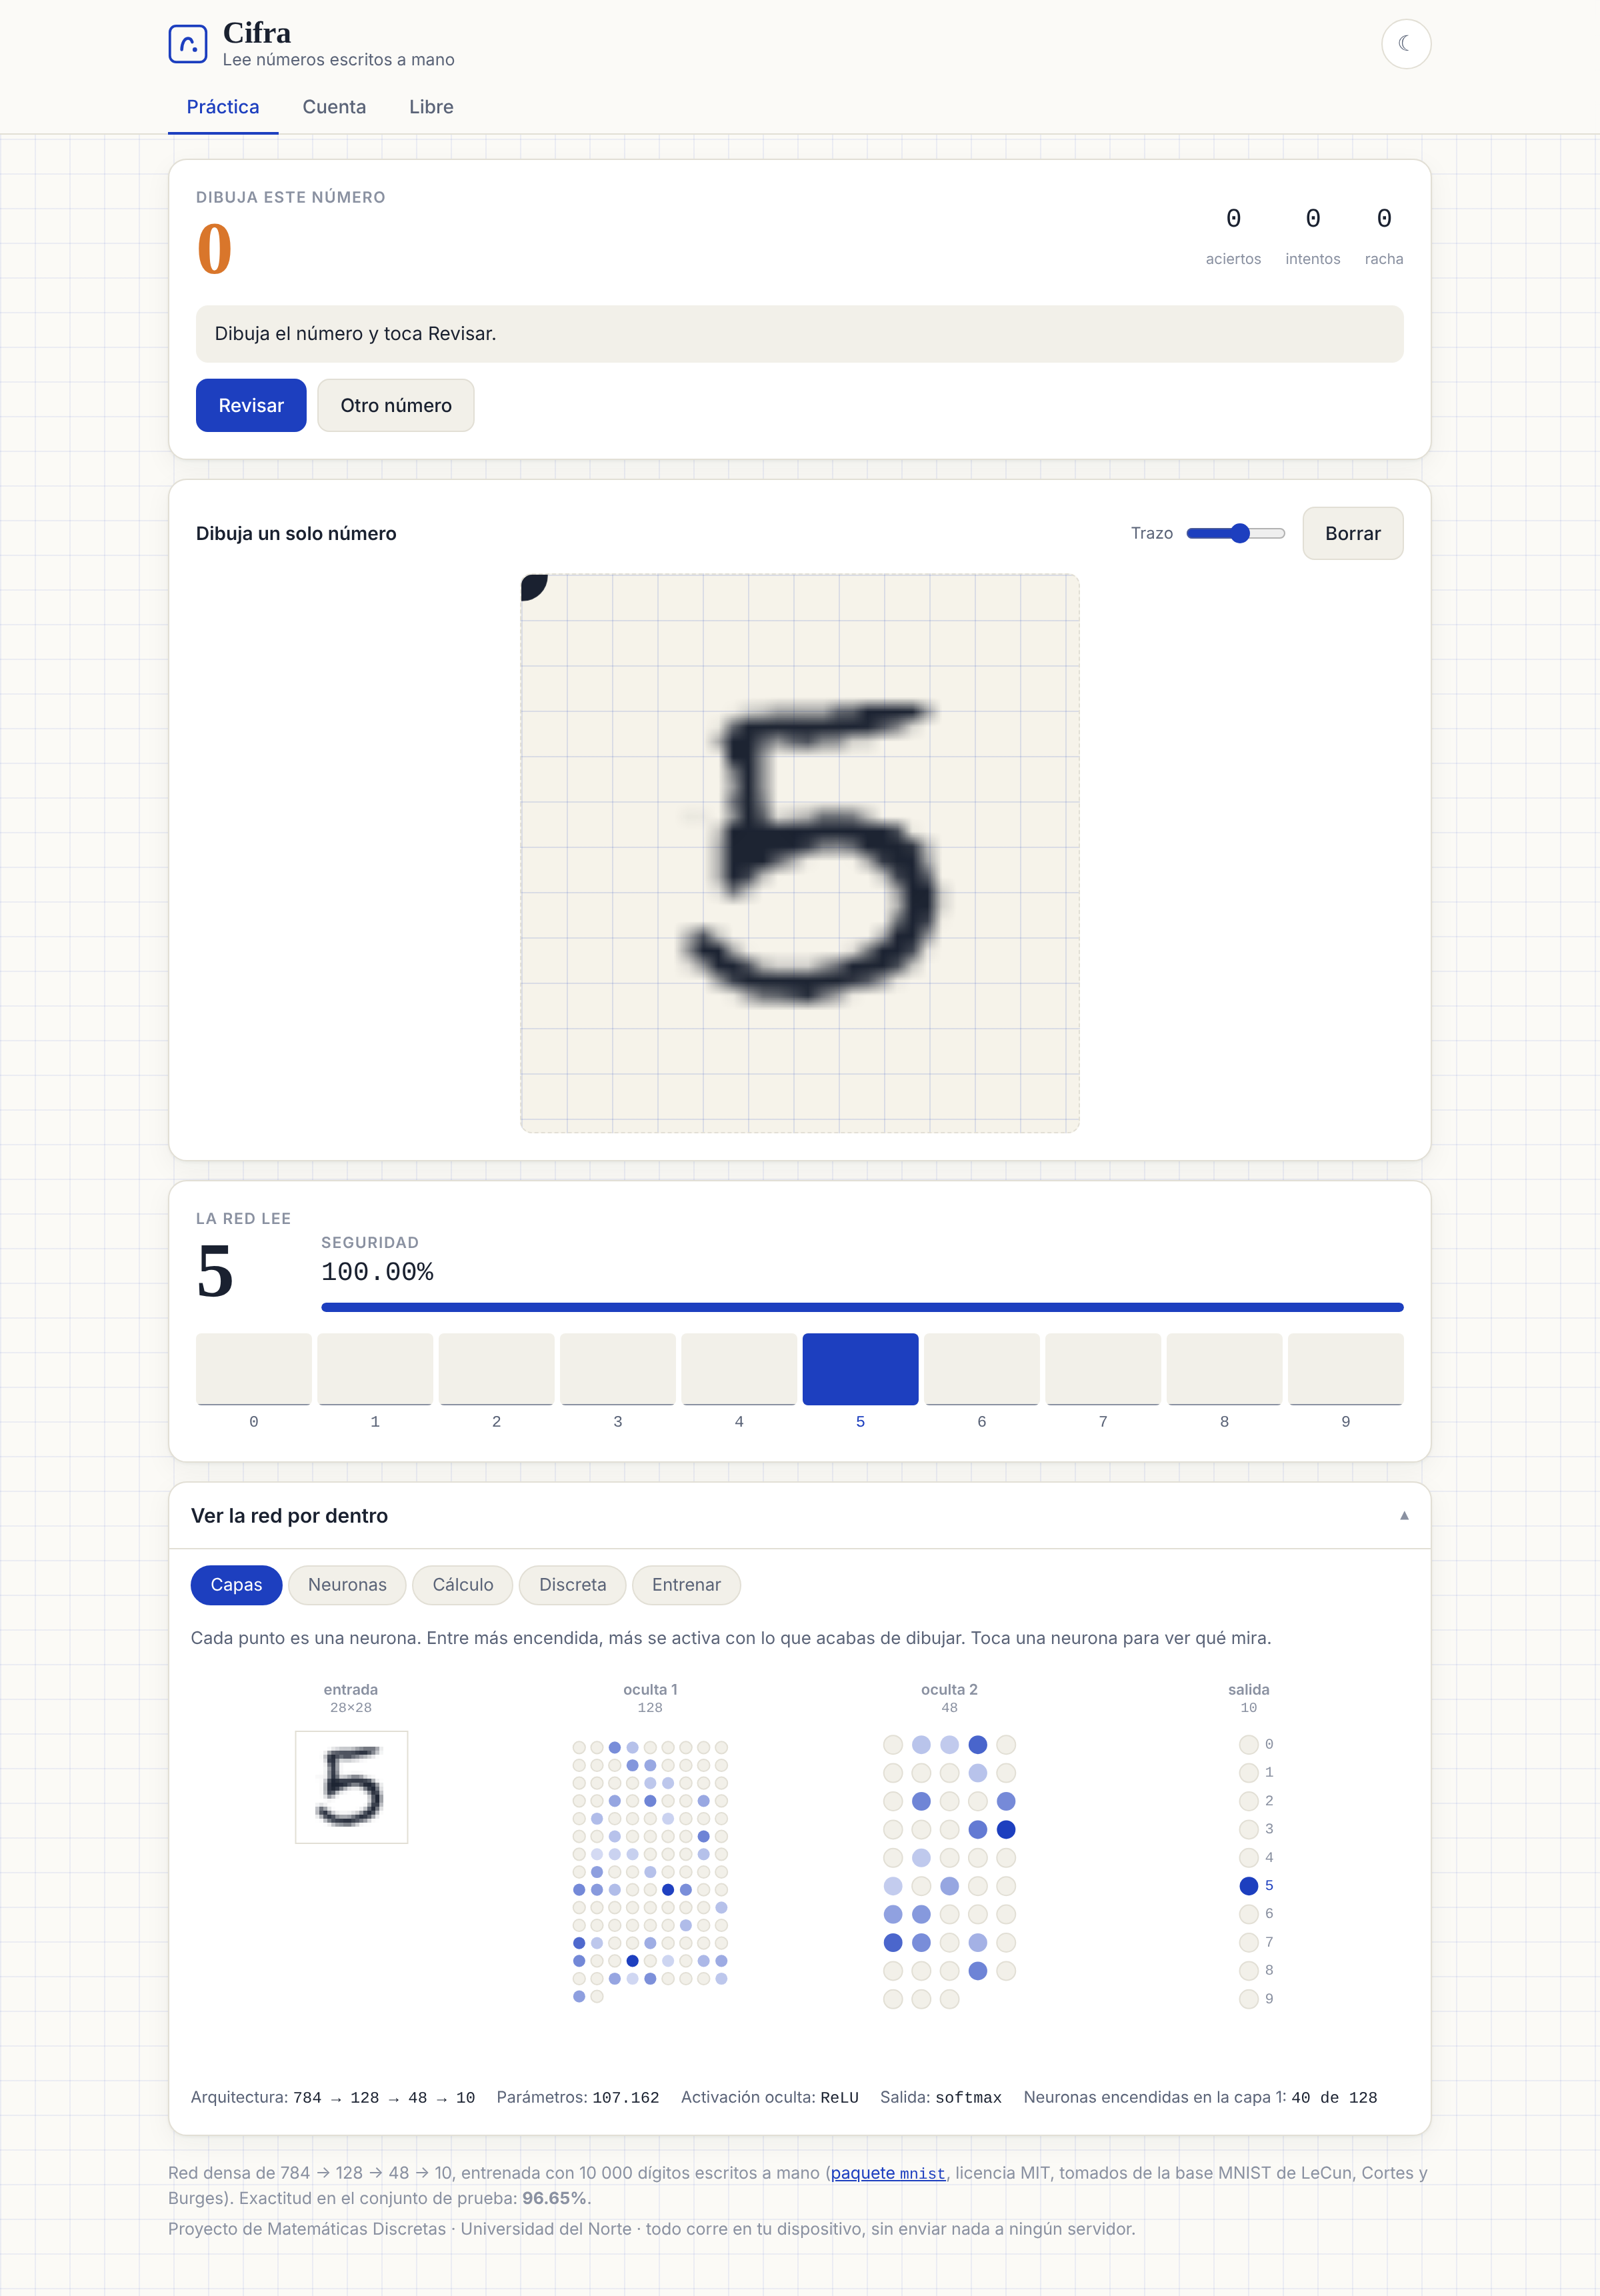 Cifra
Lee números escritos a mano
☾
Práctica Cuenta Libre
DIBUJA ESTE NÚMERO
0
0 0 0
aciertos intentos racha
Dibuja el número y toca Revisar.
Revisar Otro número
Dibuja un solo número Trazo Borrar
5
LA RED LEE
5
SEGURIDAD
100.00%
0 1 2 3 4 5 6 7 8 9
Ver la red por dentro ▲
Capas Neuronas Cálculo Discreta Entrenar
Cada punto es una neurona. Entre más encendida, más se activa con lo que acabas de dibujar. Toca una neurona para ver qué mira.
entrada oculta 1 oculta 2 salida
28×28 128 48 10
5
0
1
2
3
4
5
6
7
8
9
Arquitectura: 784 → 128 → 48 → 10 Parámetros: 107.162 Activación oculta: ReLU Salida: softmax Neuronas encendidas en la capa 1: 40 de 128
Red densa de 784 → 128 → 48 → 10, entrenada con 10 000 dígitos escritos a mano (paquete mnist, licencia MIT, tomados de la base MNIST de LeCun, Cortes y
Burges). Exactitud en el conjunto de prueba: 96.65%.
Proyecto de Matemáticas Discretas · Universidad del Norte · todo corre en tu dispositivo, sin enviar nada a ningún servidor.